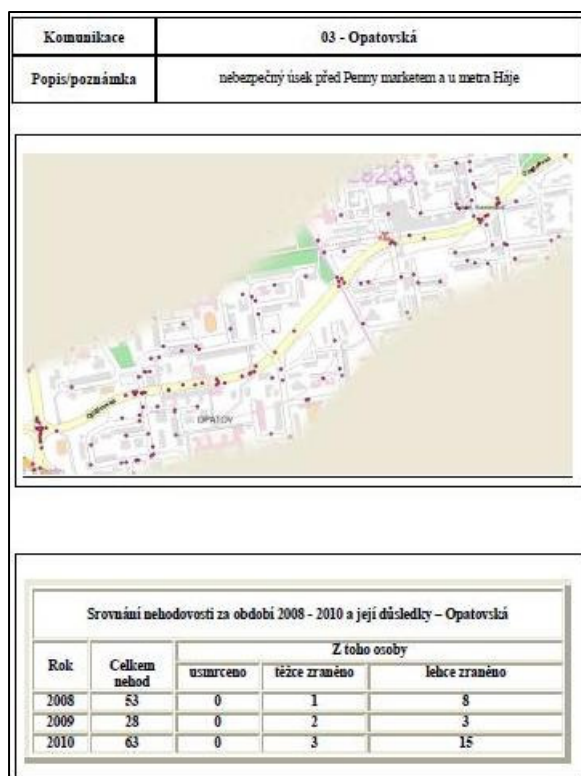 Komunikace 03 - Opatovská
Popis/poznámka nebezpečný úsek před Penny marketem a u metra Háje
28233
Opatovská
Opatovská
OPATOV
Srovnání nehodovosti za období 2008 - 2010 a její důsledky – Opatovská
Rok Celkem nehod Z toho osoby
usmrceno těžce zraněno lehce zraněno
2008 53 0 1 8
2009 28 0 2 3
2010 63 0 3 15